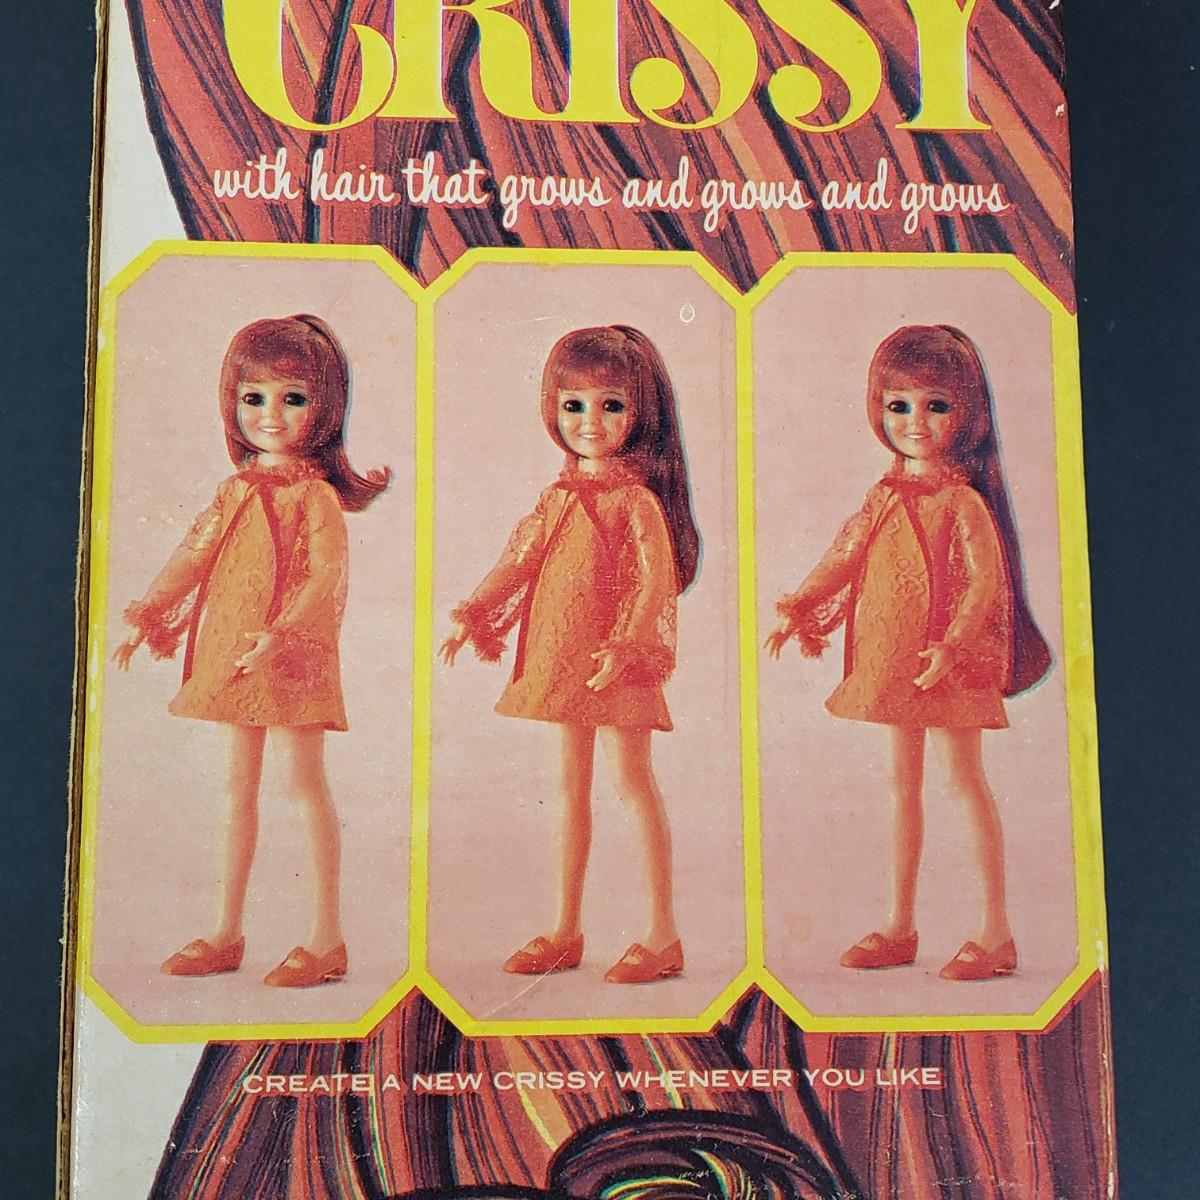 CRISSY
with hair that grows and grows and grows
CREATE A NEW CRISSY WHENEVER YOU LIKE